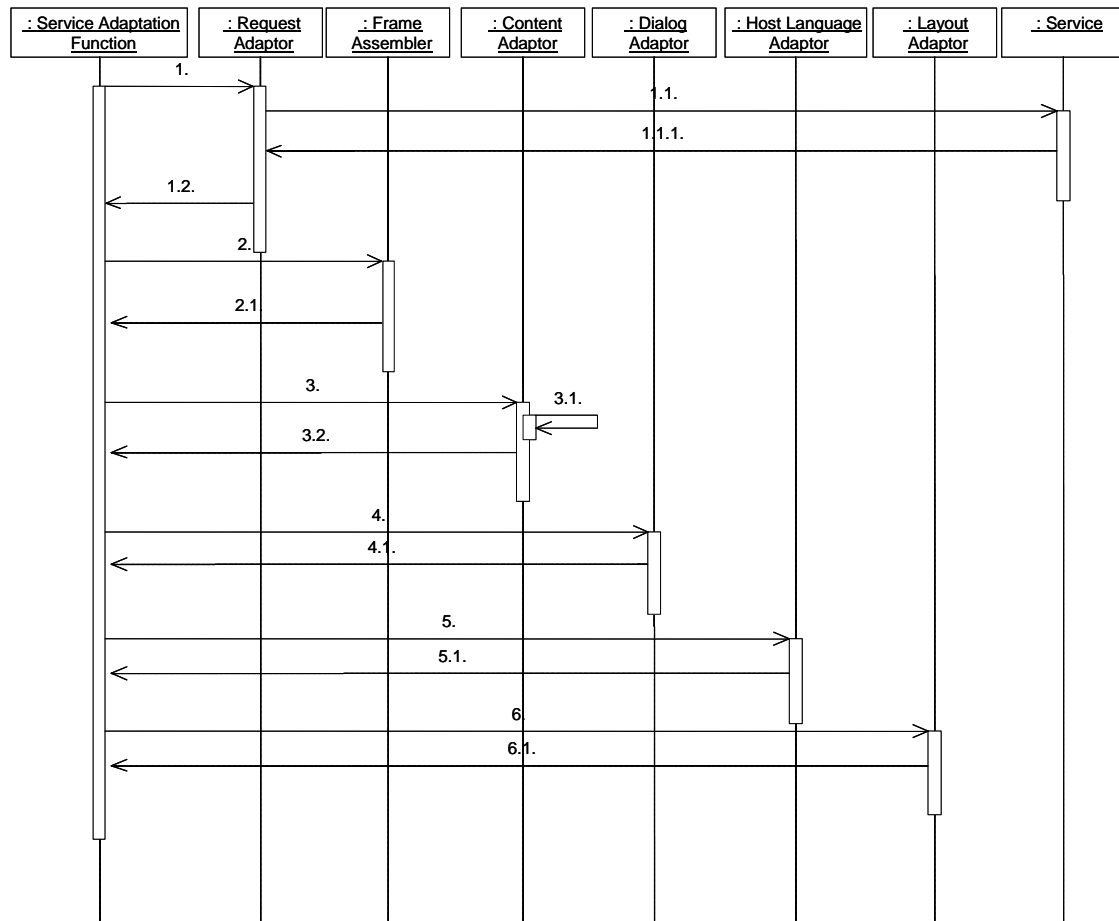 : Service Adaptation
Function
: Request
Adaptor
: Frame
Assembler
: Content
Adaptor
: Dialog
Adaptor
: Host Language
Adaptor
: Layout
Adaptor
: Service
1.
1.1.
1.1.1.
1.2.
2.
2.1.
3.
3.1.
3.2.
4.
4.1.
5.
5.1.
6.
6.1.